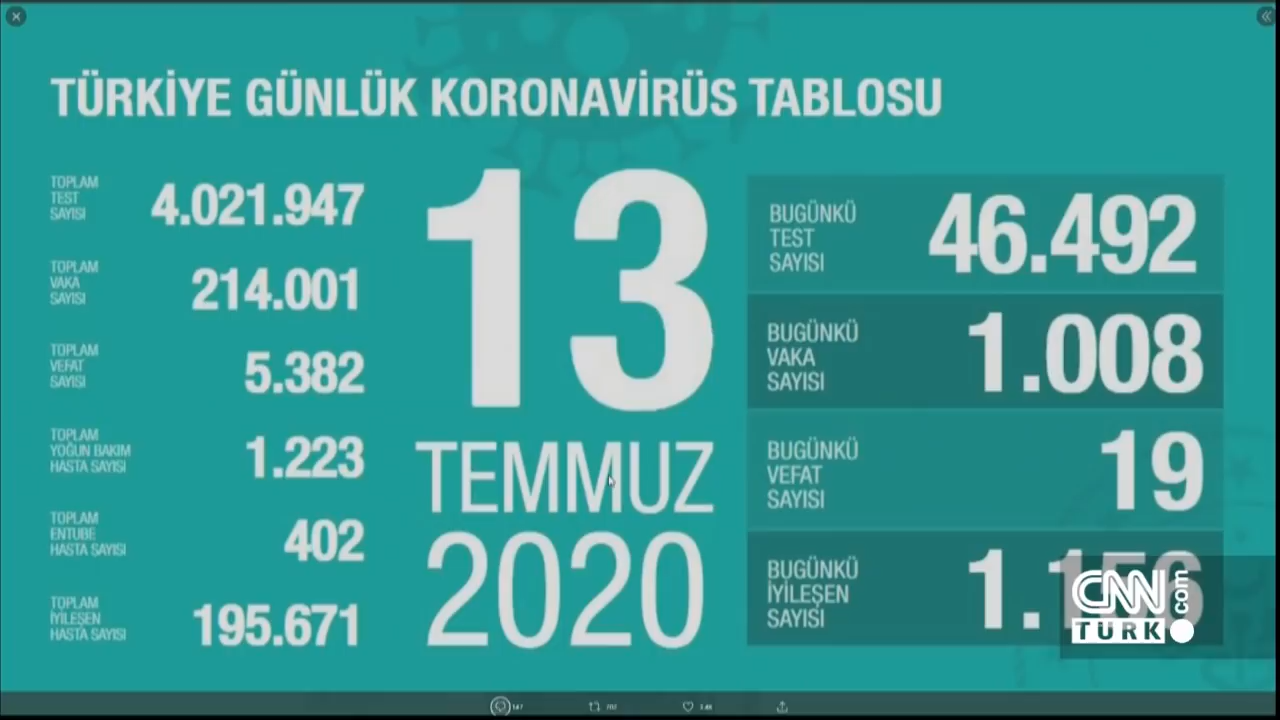 TÜRKİYE GÜNLÜK KORONAVİRÜS TABLOSU
TOPLAM
TEST
SAYISI
4.021.947
TOPLAM
VAKA
SAYISI
214.001
TOPLAM
VEFAT
SAYISI
5.382
TOPLAM
YOĞUN BAKIM
HASTA SAYISI
1.223
TOPLAM
ENTUBE
HASTA SAYISI
402
TOPLAM
İYİLEŞEN
HASTA SAYISI
195.671
13
TEMMUZ
2020
BUGÜNKÜ
TEST
SAYISI
46.492
BUGÜNKÜ
VAKA
SAYISI
1.008
BUGÜNKÜ
VEFAT
SAYISI
19
BUGÜNKÜ
İYİLEŞEN
SAYISI
1.156
CNN
TURK
.com